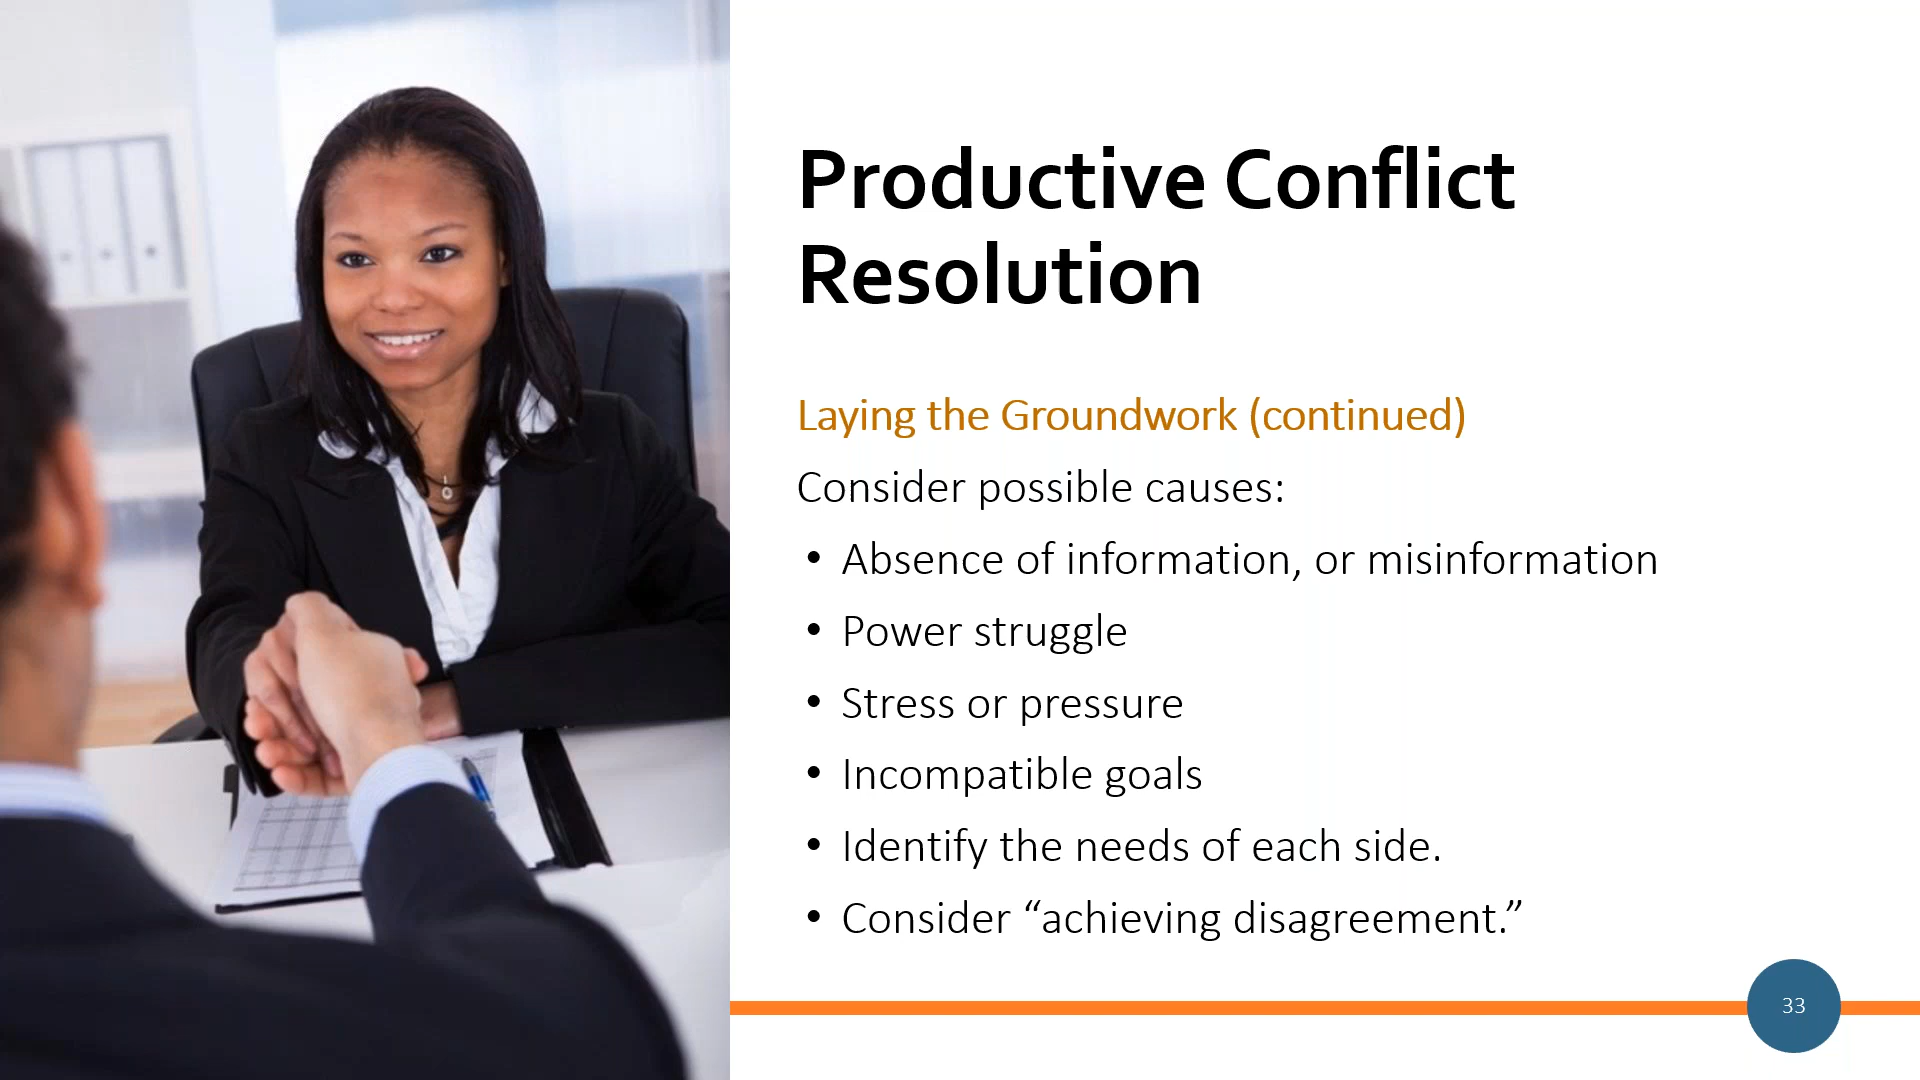 Productive Conflict
Resolution
Laying the Groundwork (continued)
Consider possible causes:
• Absence of information, or misinformation
• Power struggle
• Stress or pressure
• Incompatible goals
• Identify the needs of each side.
• Consider “achieving disagreement.”
33